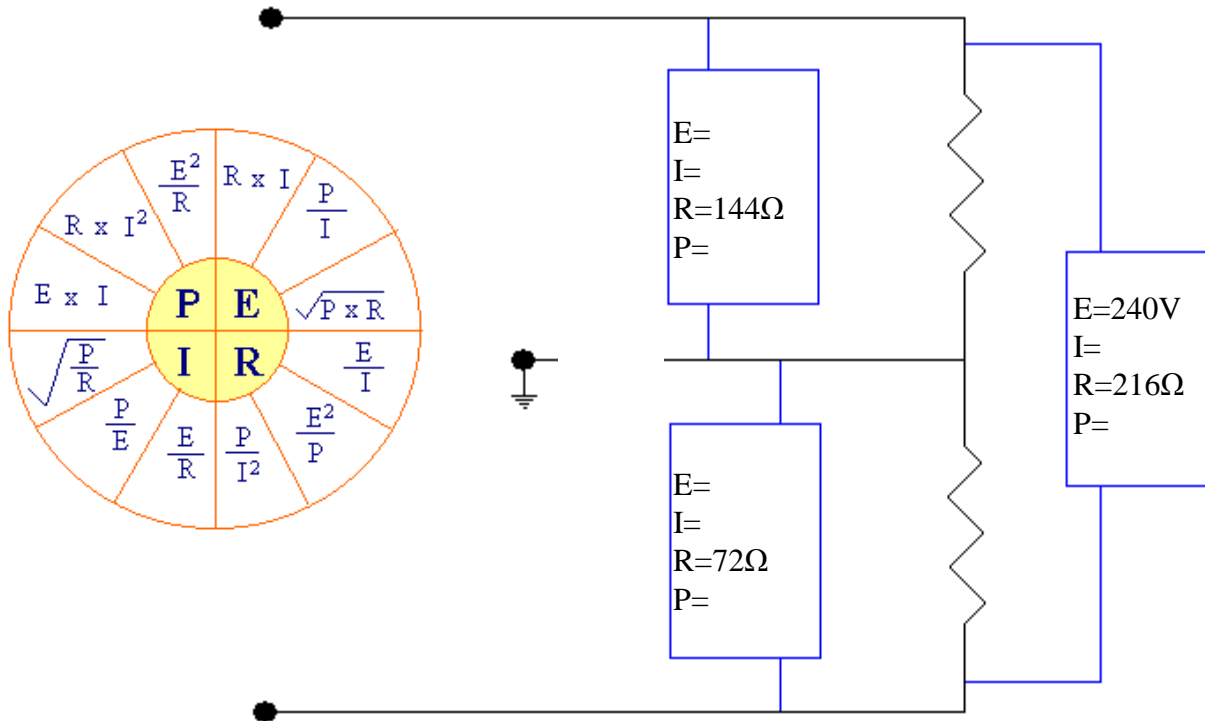 E²/R
R x I
P/I
√P x R
E/I
E²/P
P/I²
E/R
P/E
√P/R
E x I
R x I²
P E
I R
E=
I=
R=144Ω
P=
E=
I=
R=72Ω
P=
E=240V
I=
R=216Ω
P=